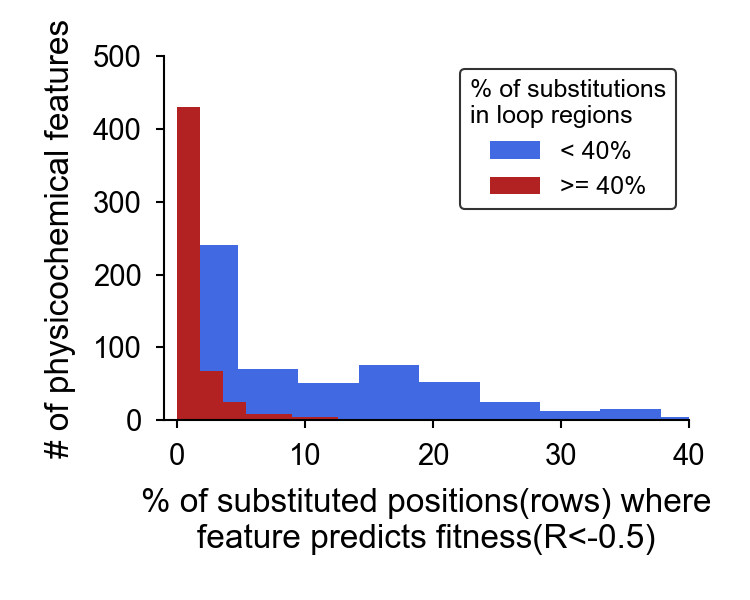 # of physicochemical features
500
400
300
200
100
0
% of substitutions
in loop regions
< 40%
>= 40%
0
10
20
30
40
% of substituted positions(rows) where
feature predicts fitness(R<-0.5)